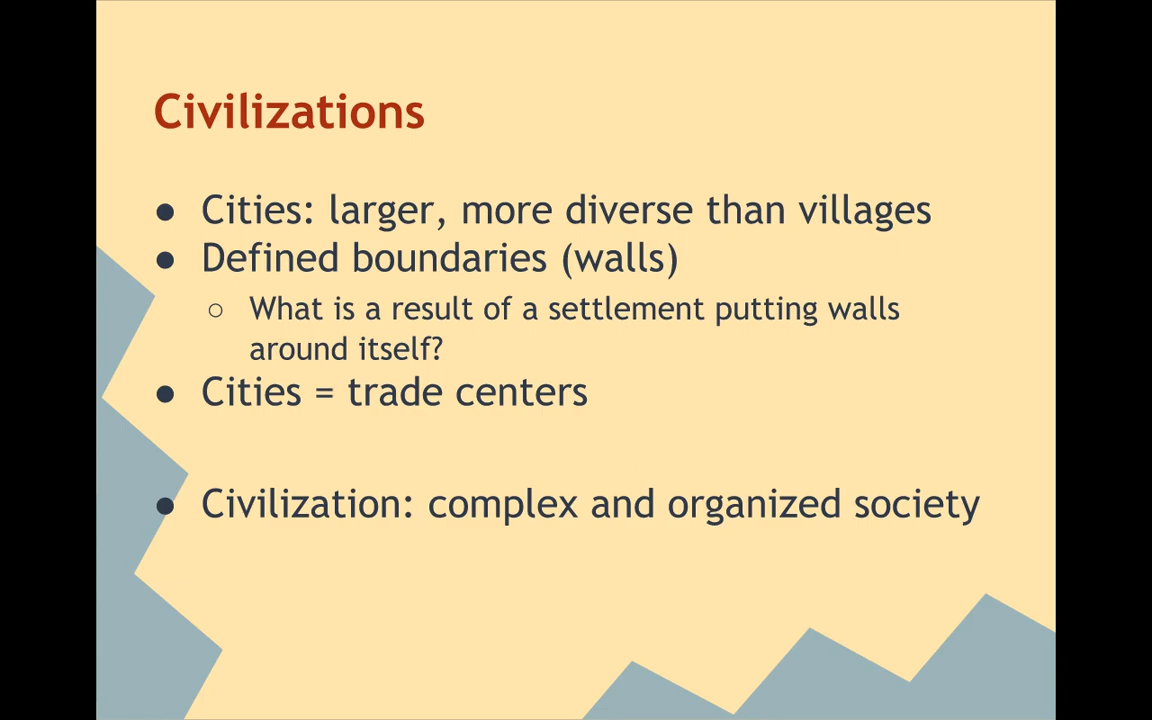 Civilizations
● Cities: larger, more diverse than villages
● Defined boundaries (walls)
○ What is a result of a settlement putting walls
around itself?
● Cities = trade centers
● Civilization: complex and organized society